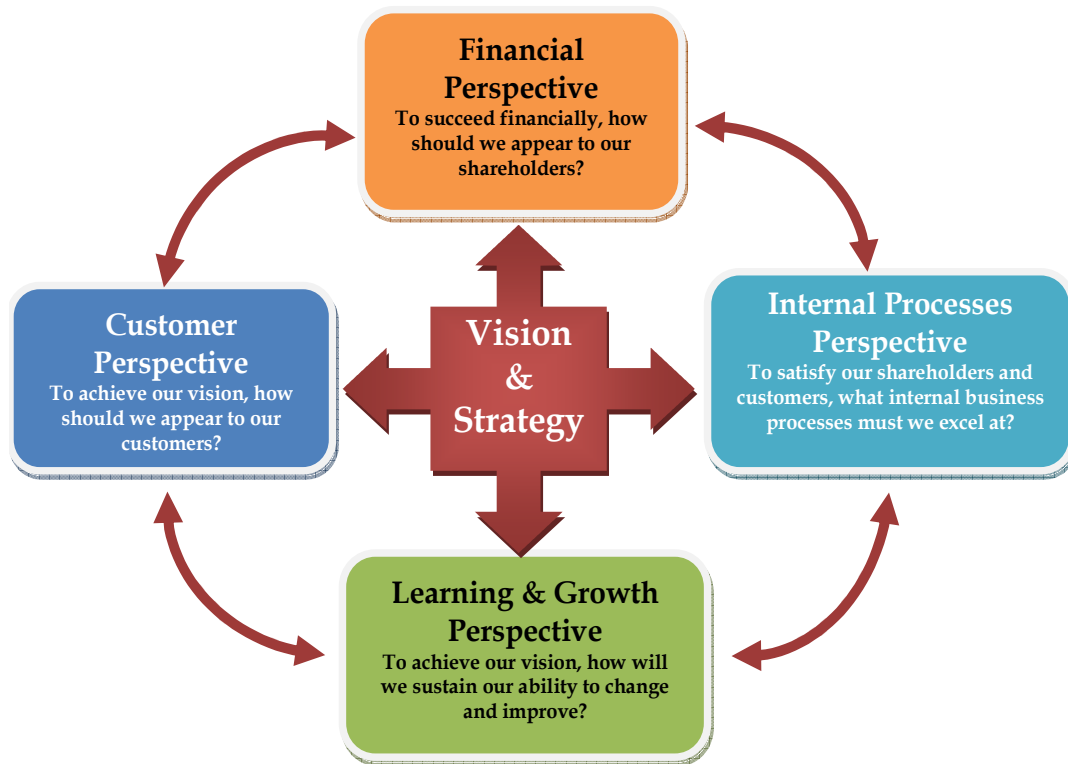 Financial
Perspective
To succeed financially, how
should we appear to our
shareholders?
Customer
Perspective
To achieve our vision, how
should we appear to our
customers?
Vision
&
Strategy
Internal Processes
Perspective
To satisfy our shareholders and
customers, what internal business
processes must we excel at?
Learning & Growth
Perspective
To achieve our vision, how will
we sustain our ability to change
and improve?